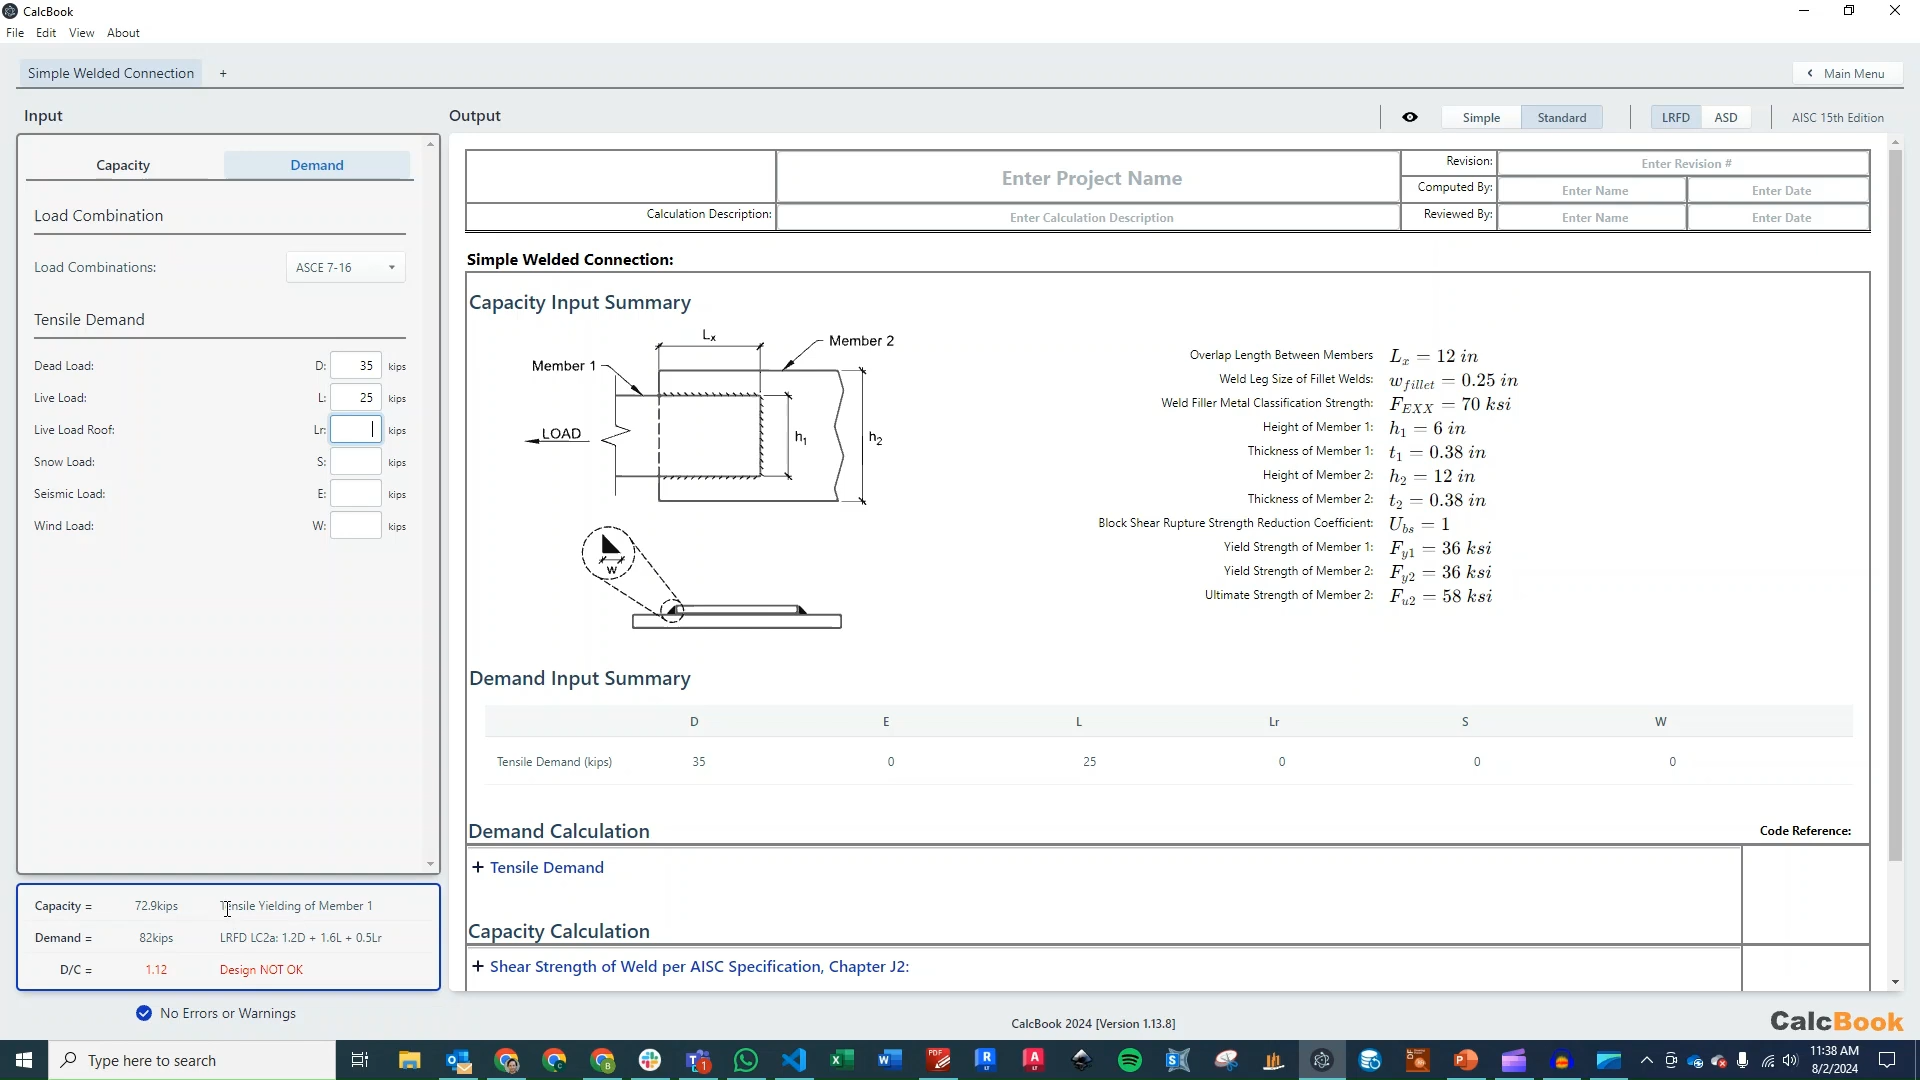 CalcBook
File Edit View About
Simple Welded Connection +
Main Menu
Input
Output
Simple Standard
LRFD ASD
AISC 15th Edition
Capacity Demand
Load Combination
Load Combinations: ASCE 7-16
Tensile Demand
Dead Load: D: 35 kips
Live Load: L: 25 kips
Live Load Roof: Lr: kips
Snow Load: S: kips
Seismic Load: E: kips
Wind Load: W: kips
Capacity = 72.9kips Tensile Yielding of Member 1
Demand = 82kips LRFD LC2a: 1.2D + 1.6L + 0.5Lr
D/C = 1.12 Design NOT OK
No Errors or Warnings
Enter Project Name
Revision: Enter Revision #
Computed By: Enter Name Enter Date
Calculation Description: Enter Calculation Description
Reviewed By: Enter Name Enter Date
Simple Welded Connection:
Capacity Input Summary
Lx
Member 2
Member 1
LOAD
h1
h2
w
Overlap Length Between Members Lx = 12 in
Weld Leg Size of Fillet Welds: wfillet = 0.25 in
Weld Filler Metal Classification Strength: FEXX = 70 ksi
Height of Member 1: h1 = 6 in
Thickness of Member 1: t1 = 0.38 in
Height of Member 2: h2 = 12 in
Thickness of Member 2: t2 = 0.38 in
Block Shear Rupture Strength Reduction Coefficient: Ubs = 1
Yield Strength of Member 1: Fy1 = 36 ksi
Yield Strength of Member 2: Fy2 = 36 ksi
Ultimate Strength of Member 2: Fu2 = 58 ksi
Demand Input Summary
D E L Lr S W
Tensile Demand (kips) 35 0 25 0 0 0
Demand Calculation
Code Reference:
+ Tensile Demand
Capacity Calculation
+ Shear Strength of Weld per AISC Specification, Chapter J2:
CalcBook 2024 [Version 1.13.8]
CalcBook
Type here to search
11:38 AM
8/2/2024